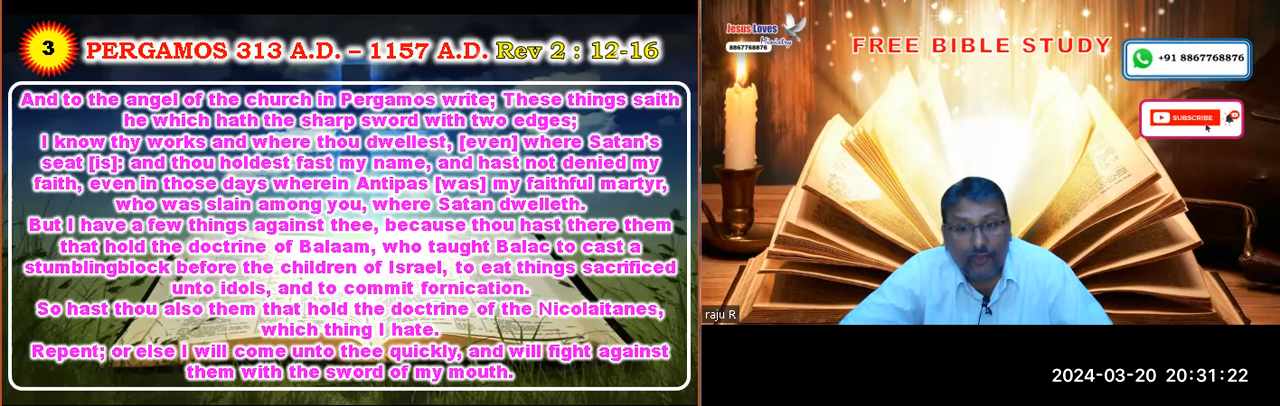 3
PERGAMOS 313 A.D. – 1157 A.D. Rev 2 : 12-16
And to the angel of the church in Pergamos write; These things saith
he which hath the sharp sword with two edges;
I know thy works and where thou dwellest, [even] where Satan's
seat [is]: and thou holdest fast my name, and hast not denied my
faith, even in those days wherein Antipas [was] my faithful martyr,
who was slain among you, where Satan dwelleth.
But I have a few things against thee, because thou hast there them
that hold the doctrine of Balaam, who taught Balac to cast a
stumblingblock before the children of Israel, to eat things sacrificed
unto idols, and to commit fornication.
So hast thou also them that hold the doctrine of the Nicolaitanes,
which thing I hate.
Repent; or else I will come unto thee quickly, and will fight against
them with the sword of my mouth.
Jesus Loves
Ministry
8867768876
FREE BIBLE STUDY
+91 8867768876
SUBSCRIBE
raju R
2024-03-20 20:31:22